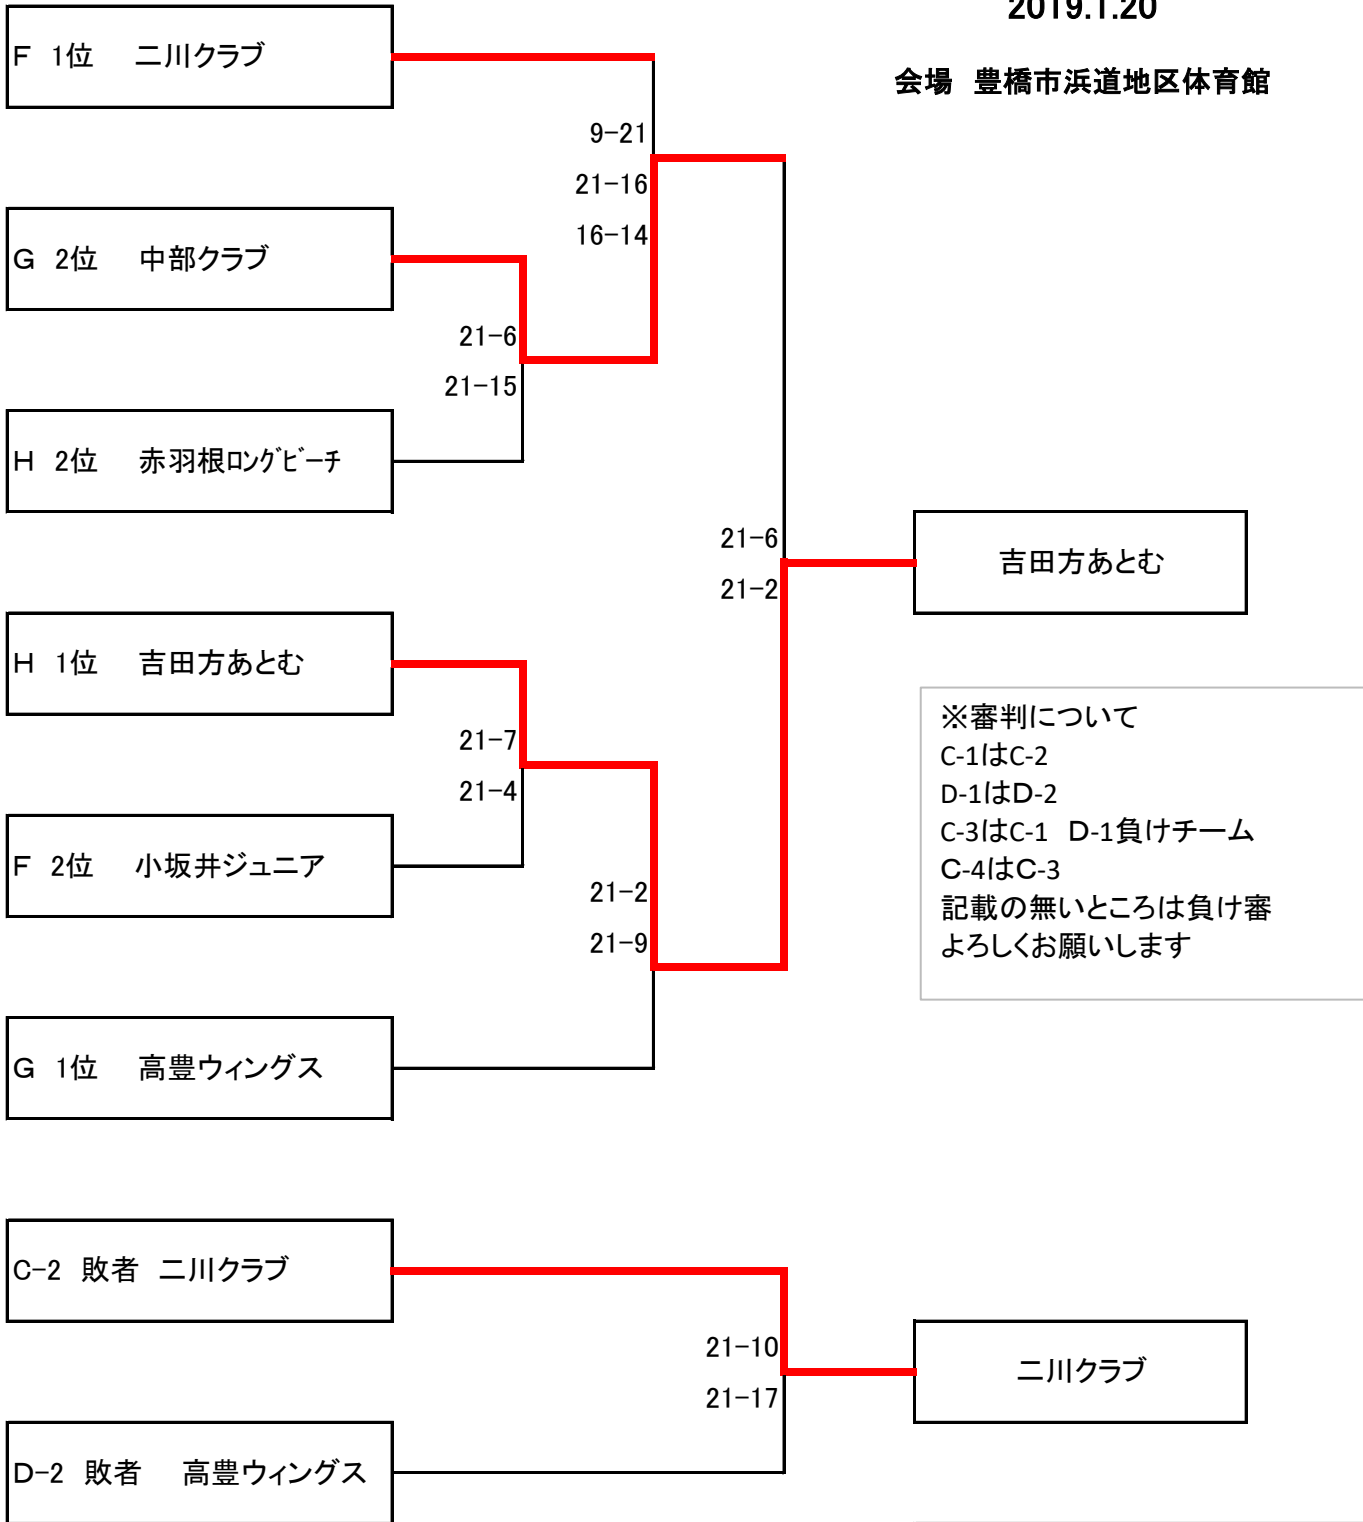 2019.1.20
F 1位 二川クラブ
会場 豊橋市浜道地区体育館
9-21
21-16
16-14
G 2位 中部クラブ
21-6
21-15
H 2位 赤羽根ﾛﾝｸﾞﾋﾞｰﾁ
21-6
21-2
吉田方あとむ
H 1位 吉田方あとむ
21-7
21-4
F 2位 小坂井ジュニア
21-2
21-9
G 1位 高豊ウィングス
※審判について
C-1はC-2
D-1はD-2
C-3はC-1 D-1負けチーム
C-4はC-3
記載の無いところは負け審
よろしくお願いします
C-2 敗者 二川クラブ
21-10
21-17
二川クラブ
D-2 敗者 高豊ウィングス